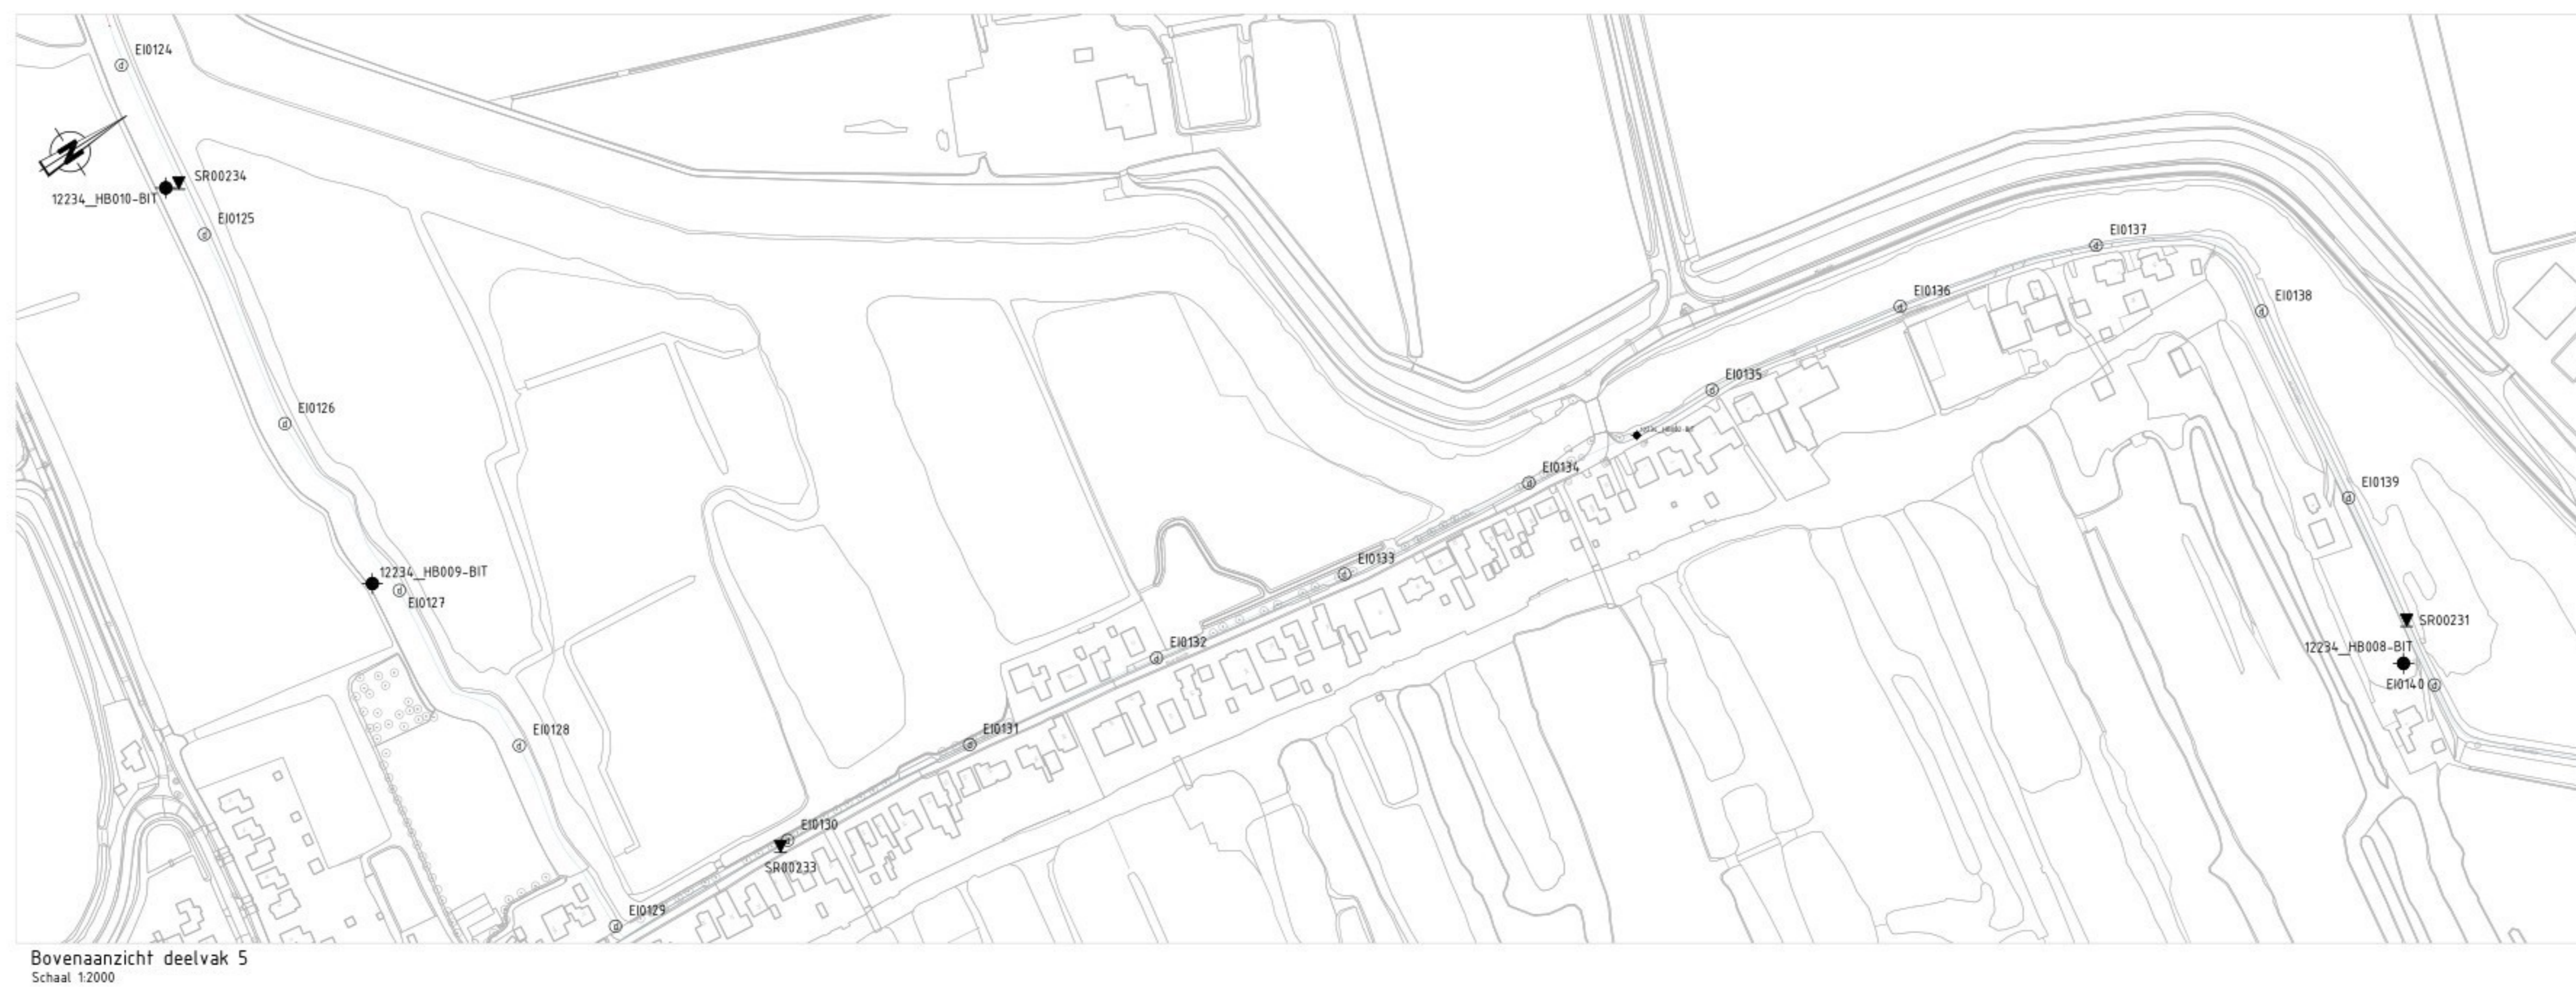 EI0124
N
SR00234
12234_HB010-BIT
EI0125
EI0137
EI0138
EI0136
EI0135
EI0126
EI0134
EI0139
EI0133
12234_HB009-BIT
EI0127
SR00231
EI0132
12234_HB008-BIT
EI0140
EI0128
EI0131
EI0130
SR00233
EI0129
Bovenaanzicht deelvak 5
Schaal 1:2000